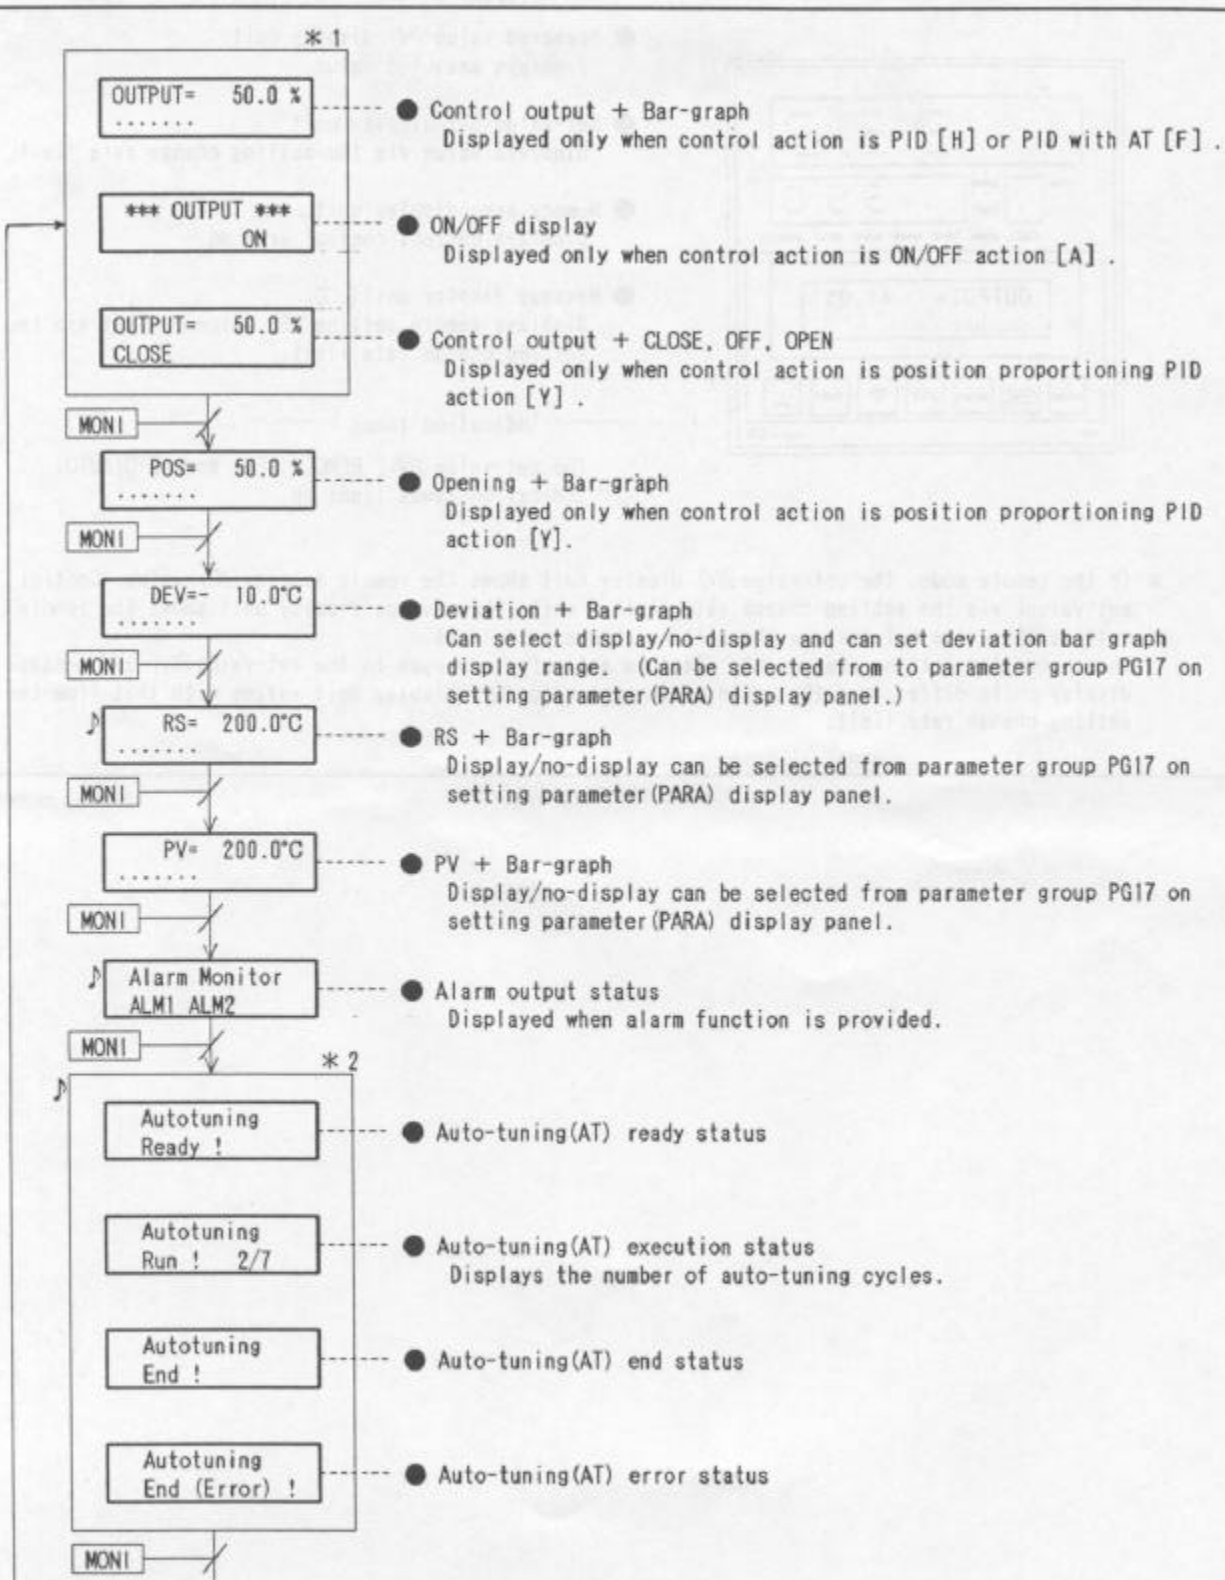 *1
OUTPUT= 50.0 %
.......
● Control output + Bar-graph
Displayed only when control action is PID [H] or PID with AT [F] .
*** OUTPUT ***
ON
● ON/OFF display
Displayed only when control action is ON/OFF action [A] .
OUTPUT= 50.0 %
CLOSE
● Control output + CLOSE, OFF, OPEN
Displayed only when control action is position proportioning PID
action [Y] .
MONI
POS= 50.0 %
.......
● Opening + Bar-graph
Displayed only when control action is position proportioning PID
action [Y].
MONI
DEV=- 10.0°C
.......
● Deviation + Bar-graph
Can select display/no-display and can set deviation bar graph
display range. (Can be selected from to parameter group PG17 on
setting parameter(PARA) display panel.)
MONI
♪ RS= 200.0°C
.......
● RS + Bar-graph
Display/no-display can be selected from parameter group PG17 on
setting parameter(PARA) display panel.
MONI
PV= 200.0°C
.......
● PV + Bar-graph
Display/no-display can be selected from parameter group PG17 on
setting parameter(PARA) display panel.
MONI
♪ Alarm Monitor
ALM1 ALM2
● Alarm output status
Displayed when alarm function is provided.
MONI
*2
♪
Autotuning
Ready !
● Auto-tuning(AT) ready status
Autotuning
Run ! 2/7
● Auto-tuning(AT) execution status
Displays the number of auto-tuning cycles.
Autotuning
End !
● Auto-tuning(AT) end status
Autotuning
End (Error) !
● Auto-tuning(AT) error status
MONI